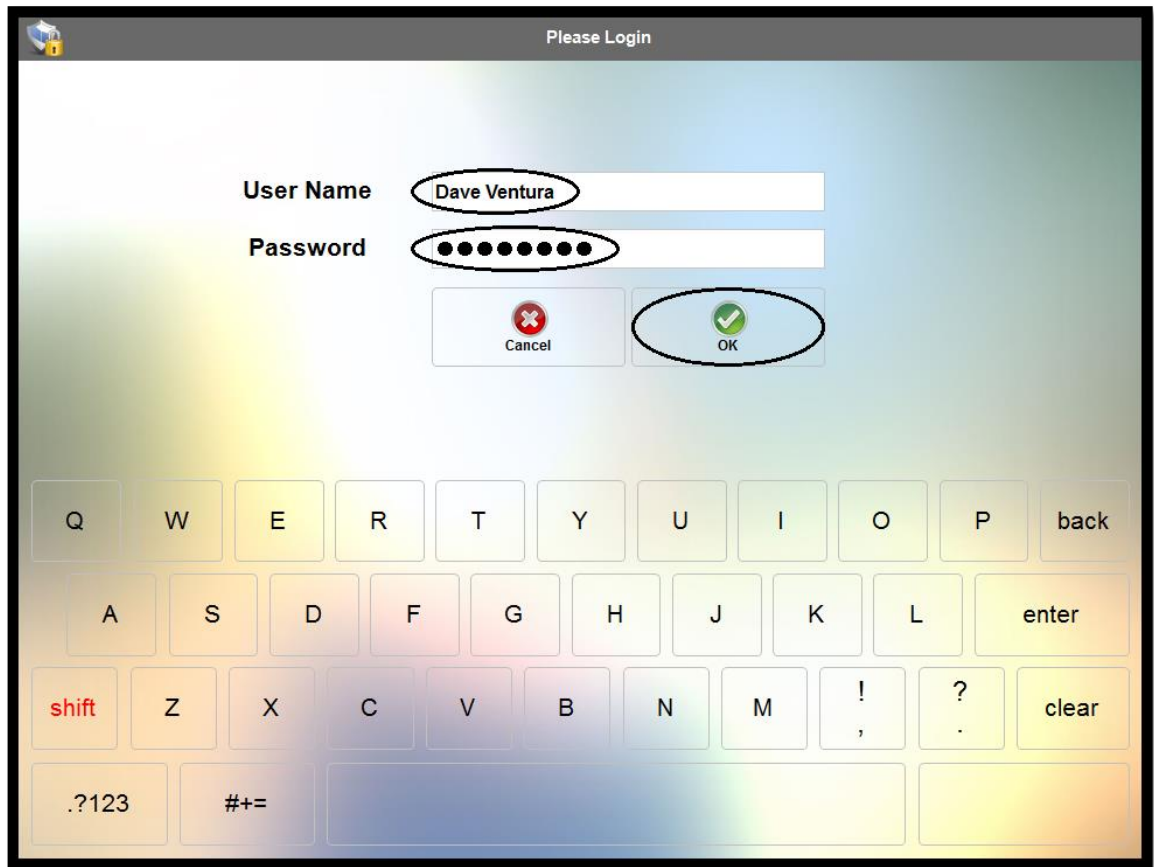 Please Login
User Name Dave Ventura
Password ●●●●●●●●
Cancel OK
Q W E R T Y U I O P back
A S D F G H J K L enter
shift Z X C V B N M ! , ? . clear
.?123 #+=